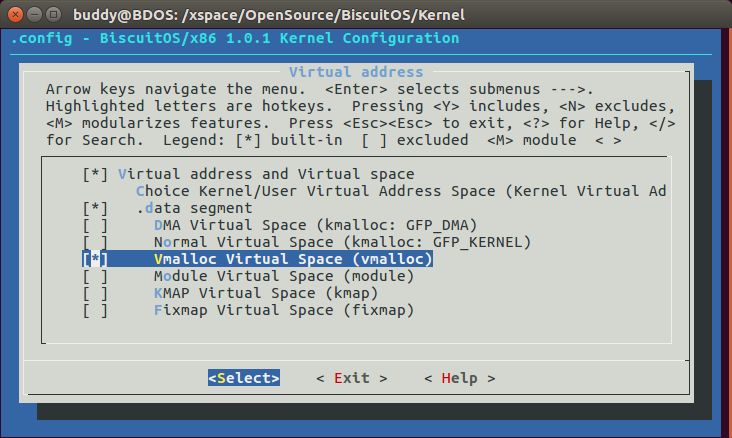 buddy@BDOS: /xspace/OpenSource/BiscuitOS/Kernel
.config - BiscuitOS/x86 1.0.1 Kernel Configuration
Virtual address
Arrow keys navigate the menu.  <Enter> selects submenus --->.
Highlighted letters are hotkeys.  Pressing <Y> includes, <N> excludes,
<M> modularizes features.  Press <Esc><Esc> to exit, <?> for Help, </>
for Search.  Legend: [*] built-in  [ ] excluded  <M> module  < >
[*] Virtual address and Virtual space
Choice Kernel/User Virtual Address Space (Kernel Virtual Ad
[*]   .data segment
[ ]     DMA Virtual Space (kmalloc: GFP_DMA)
[ ]     Normal Virtual Space (kmalloc: GFP_KERNEL)
[*]     Vmalloc Virtual Space (vmalloc)
[ ]     Module Virtual Space (module)
[ ]     KMAP Virtual Space (kmap)
[ ]     Fixmap Virtual Space (fixmap)
<Select>    < Exit >    < Help >